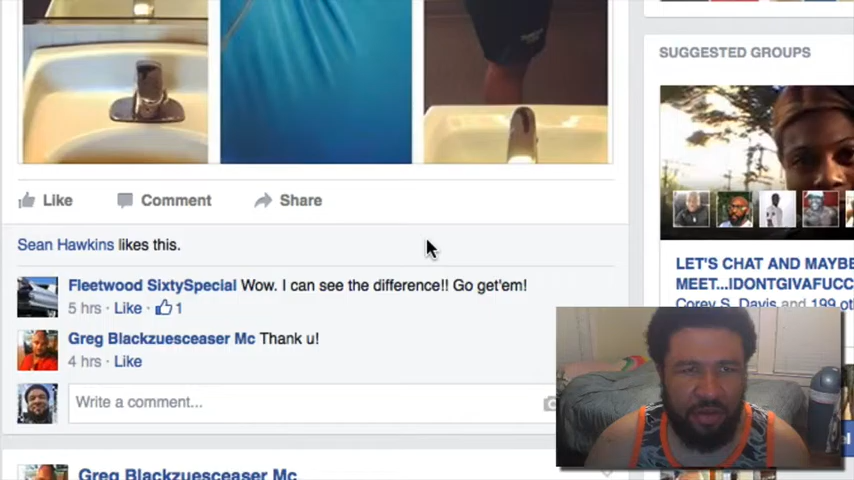 SUGGESTED GROUPS
Like
Comment
Share
Sean Hawkins likes this.
Fleetwood SixtySpecial Wow. I can see the difference!! Go get'em!
5 hrs · Like · 1
Greg Blackzuesceaser Mc Thank u!
4 hrs · Like
Write a comment...
LET'S CHAT AND MAYBE
MEET...IDONTGIVAFUCC
Corey S. Davis and 199
Greg Blackzuesceaser Mc